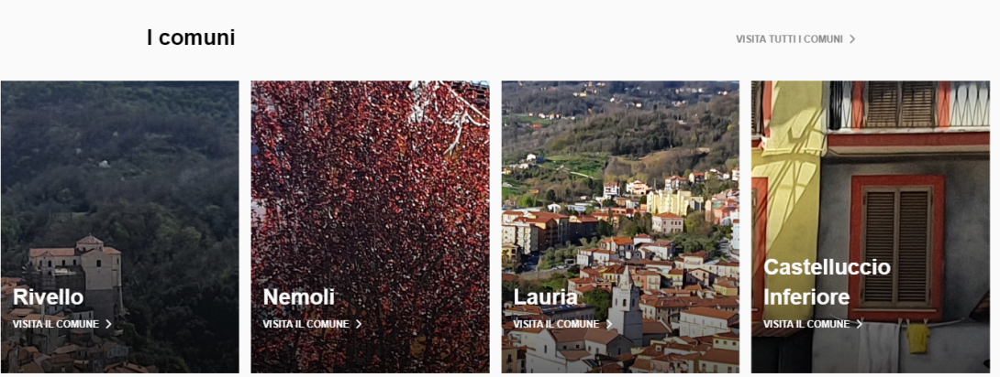 I comuni
VISITA TUTTI I COMUNI
Rivello
VISITA IL COMUNE
Nemoli
VISITA IL COMUNE
Lauria
VISITA IL COMUNE
Castelluccio
Inferiore
VISITA IL COMUNE